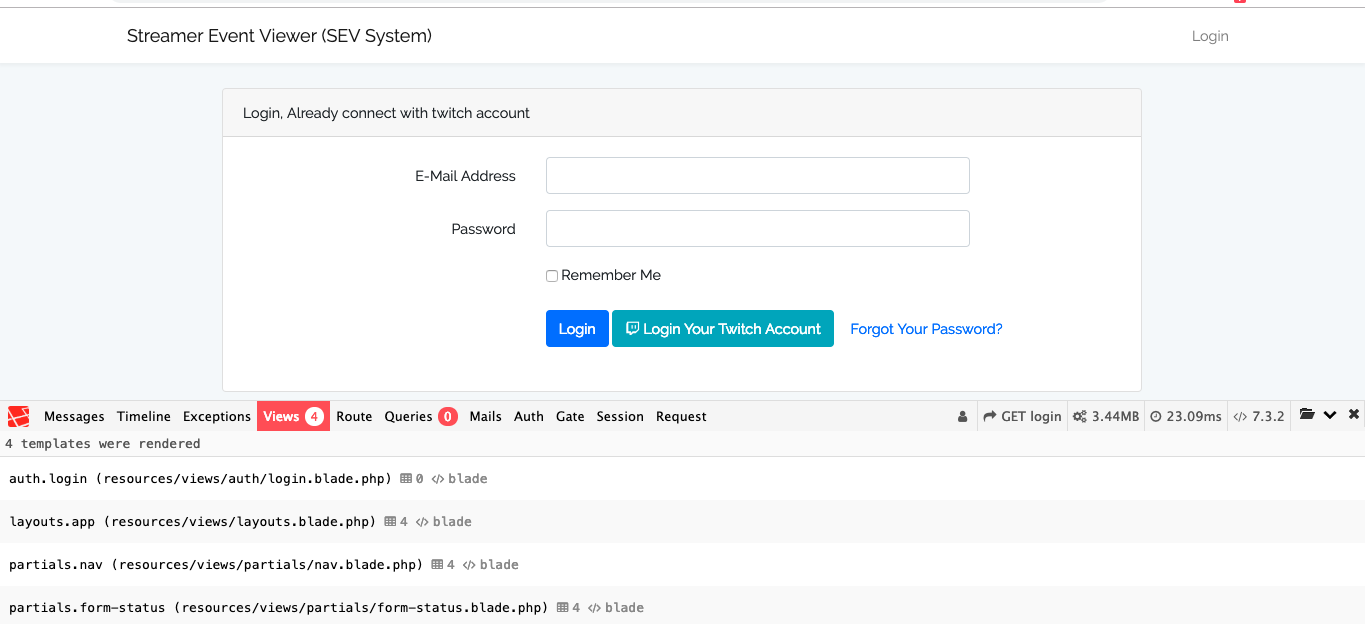 Streamer Event Viewer (SEV System) Login
Login, Already connect with twitch account
E-Mail Address
Password
Remember Me
Login Login Your Twitch Account Forgot Your Password?
Messages Timeline Exceptions Views 4 Route Queries 0 Mails Auth Gate Session Request GET login 3.44MB 23.09ms 7.3.2
4 templates were rendered
auth.login (resources/views/auth/login.blade.php) 0 blade
layouts.app (resources/views/layouts.blade.php) 4 blade
partials.nav (resources/views/partials/nav.blade.php) 4 blade
partials.form-status (resources/views/partials/form-status.blade.php) 4 blade